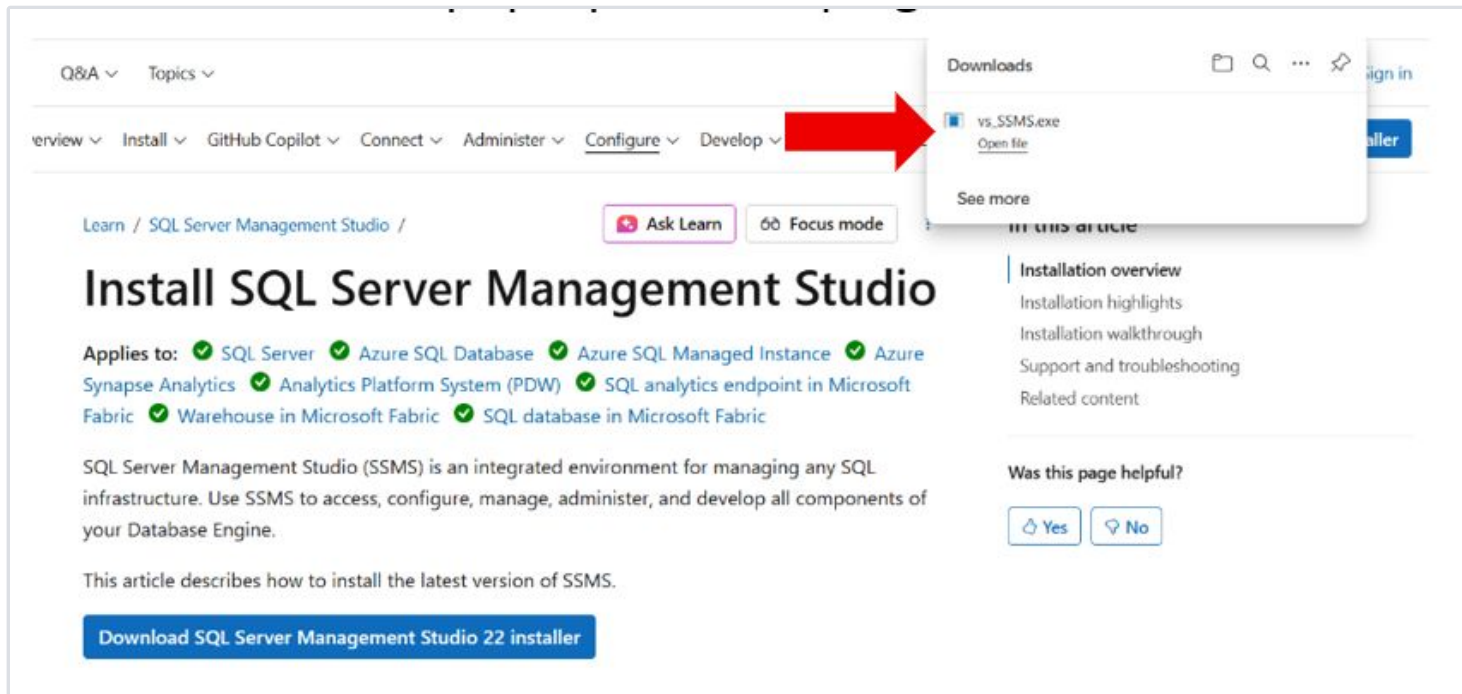 Q&A Topics
Downloads
Sign in
vs_SSMS.exe
Open file
See more
Install GitHub Copilot Connect Administer Configure Develop
Learn / SQL Server Management Studio /
Ask Learn
Focus mode
In this article
Install SQL Server Management Studio
Installation overview
Installation highlights
Installation walkthrough
Support and troubleshooting
Related content
Applies to: SQL Server Azure SQL Database Azure SQL Managed Instance Azure
Synapse Analytics Analytics Platform System (PDW) SQL analytics endpoint in Microsoft
Fabric Warehouse in Microsoft Fabric SQL database in Microsoft Fabric
SQL Server Management Studio (SSMS) is an integrated environment for managing any SQL
infrastructure. Use SSMS to access, configure, manage, administer, and develop all components of
your Database Engine.
Was this page helpful?
Yes
No
This article describes how to install the latest version of SSMS.
Download SQL Server Management Studio 22 installer